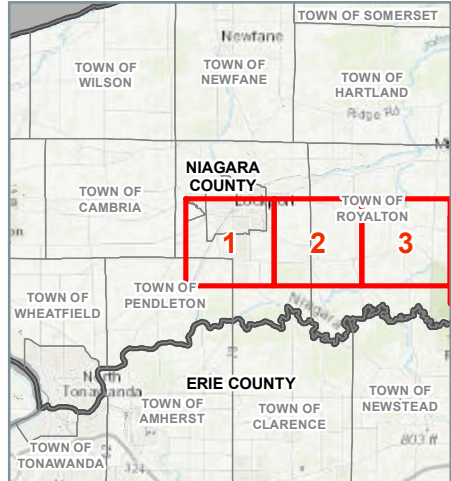 TOWN OF SOMERSET
Newfane
TOWN OF
WILSON
TOWN OF
NEWFANE
TOWN OF
HARTLAND
Ridge Rd
NIAGARA
COUNTY
TOWN OF
CAMBRIA
Lockport
TOWN OF
ROYALTON
1
2
3
TOWN OF
PENDLETON
TOWN OF
WHEATFIELD
Niagara
North
Tonawanda
ERIE COUNTY
TOWN OF
AMHERST
TOWN OF
CLARENCE
TOWN OF
NEWSTEAD
803 ft
TOWN OF
TONAWANDA